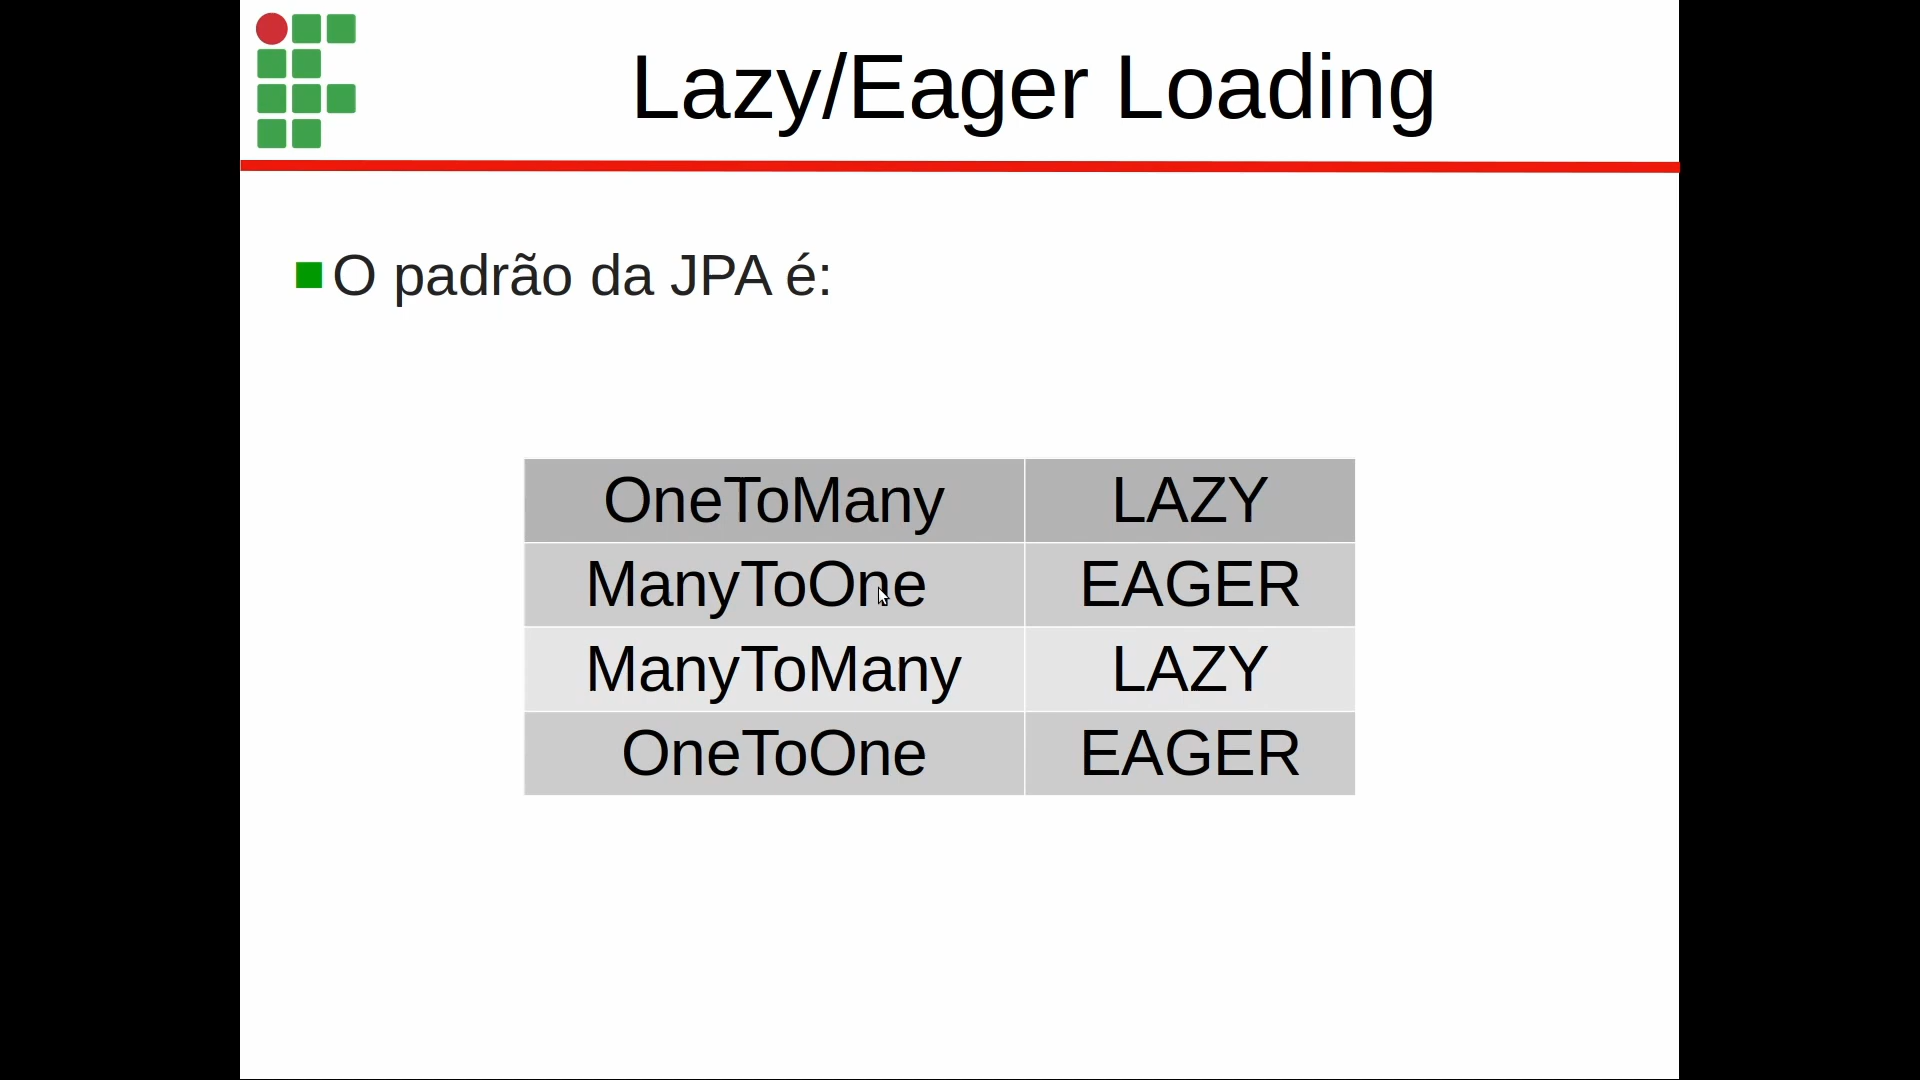 Lazy/Eager Loading
O padrão da JPA é:
OneToMany LAZY
ManyToOne EAGER
ManyToMany LAZY
OneToOne EAGER